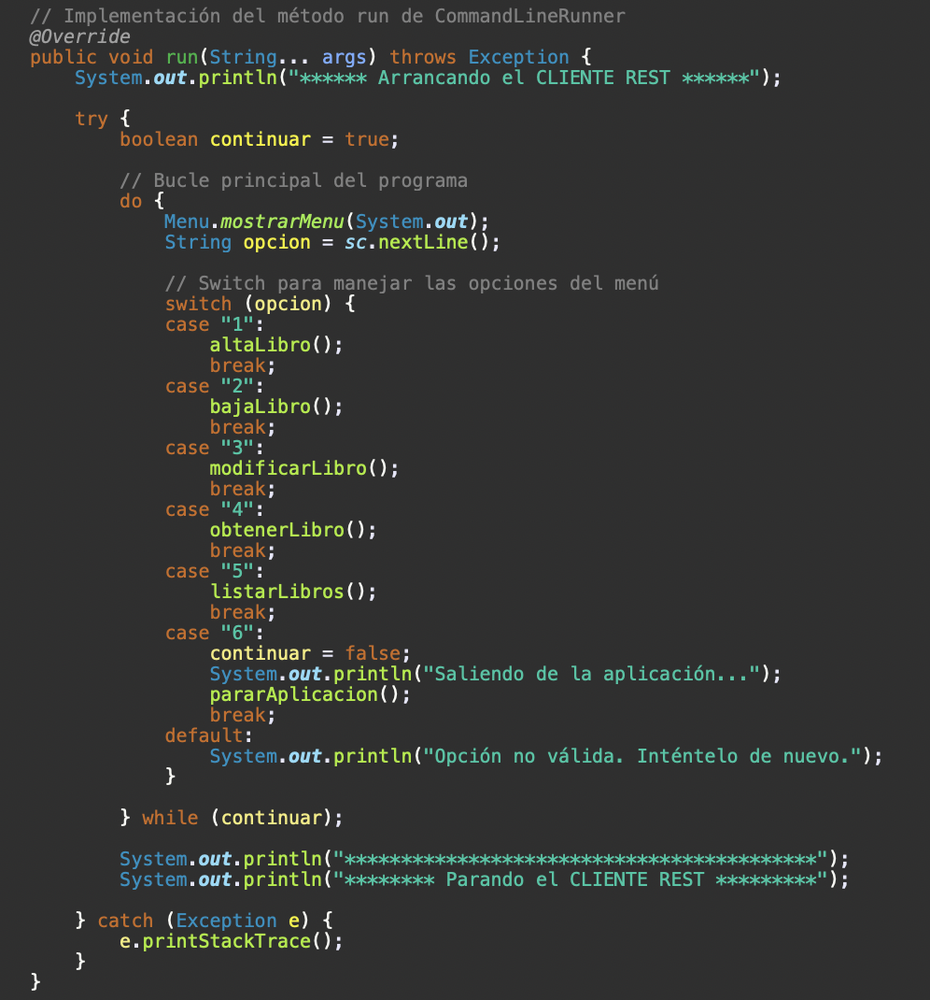 // Implementación del método run de CommandLineRunner
@Override
public void run(String... args) throws Exception {
    System.out.println("****** Arrancando el CLIENTE REST ******");

    try {
        boolean continuar = true;

        // Bucle principal del programa
        do {
            Menu.mostrarMenu(System.out);
            String opcion = sc.nextLine();

            // Switch para manejar las opciones del menú
            switch (opcion) {
            case "1":
                altaLibro();
                break;
            case "2":
                bajaLibro();
                break;
            case "3":
                modificarLibro();
                break;
            case "4":
                obtenerLibro();
                break;
            case "5":
                listarLibros();
                break;
            case "6":
                continuar = false;
                System.out.println("Saliendo de la aplicación...");
                pararAplicacion();
                break;
            default:
                System.out.println("Opción no válida. Inténtelo de nuevo.");
            }

        } while (continuar);

        System.out.println("******************************************");
        System.out.println("******** Parando el CLIENTE REST *********");

    } catch (Exception e) {
        e.printStackTrace();
    }
}